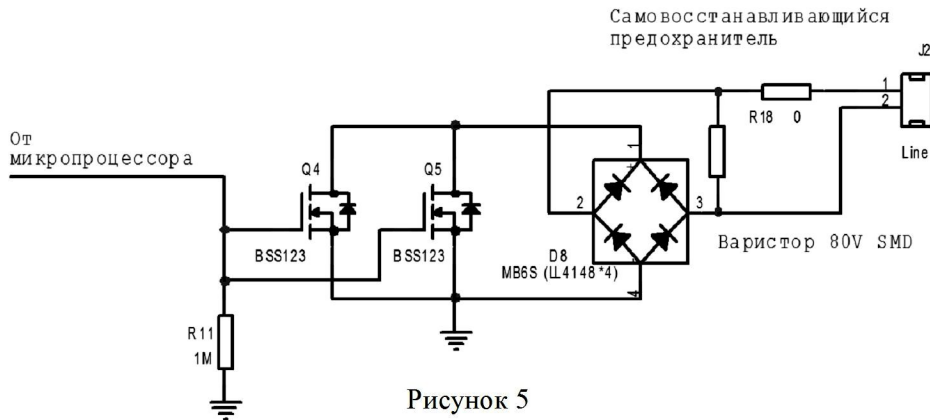 Самовосстанавливающийся
предохранитель
J2
1
2
R18 0
Line
От
микропроцессора
Q4
Q5
1
2
3
4
BSS123
BSS123
D8
MB6S (LL4148*4)
Варистор 80V SMD
R11
1M
Рисунок 5